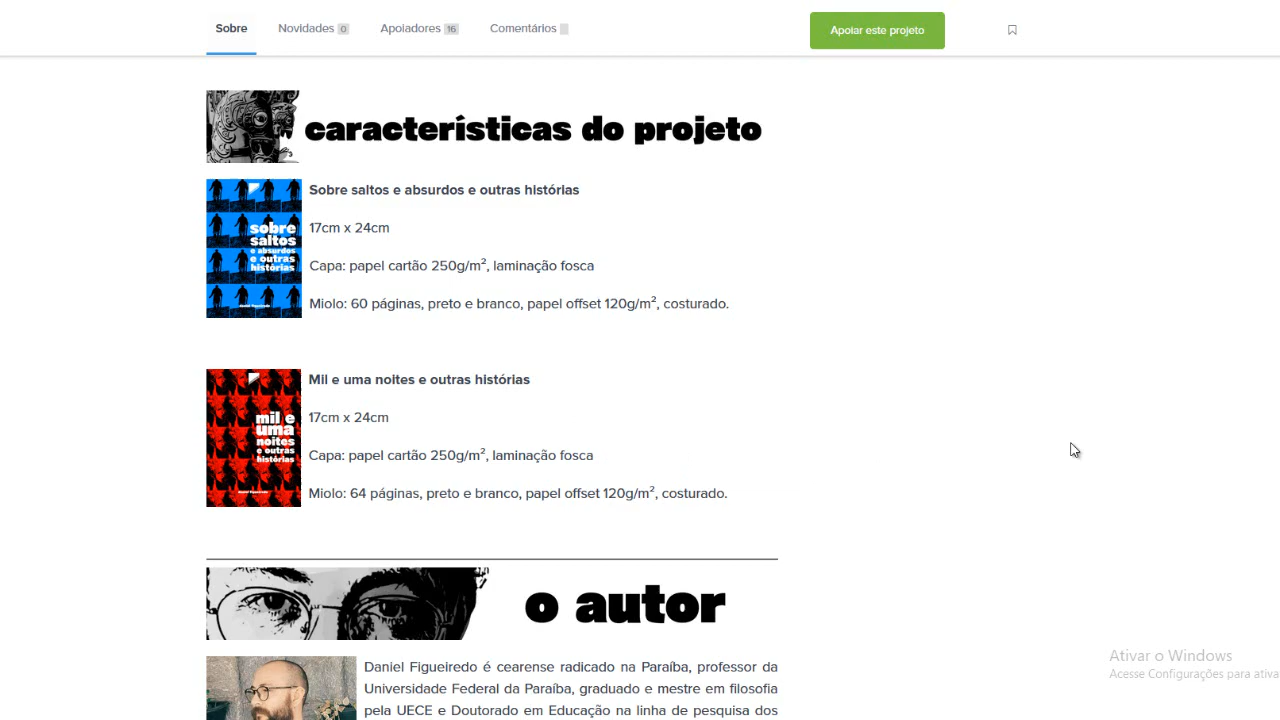 Sobre
Novidades 0
Apoiadores 16
Comentários
Apoiar este projeto
características do projeto
sobre
saltos
e absurdos
e outras
histórias
daniel figueiredo
Sobre saltos e absurdos e outras histórias
17cm x 24cm
Capa: papel cartão 250g/m², laminação fosca
Miolo: 60 páginas, preto e branco, papel offset 120g/m², costurado.
mil e
uma
noites
e outras
histórias
daniel figueiredo
Mil e uma noites e outras histórias
17cm x 24cm
Capa: papel cartão 250g/m², laminação fosca
Miolo: 64 páginas, preto e branco, papel offset 120g/m², costurado.
o autor
Daniel Figueiredo é cearense radicado na Paraíba, professor da
Universidade Federal da Paraíba, graduado e mestre em filosofia
pela UECE e Doutorado em Educação na linha de pesquisa dos
Ativar o Windows
Acesse Configurações para ativa